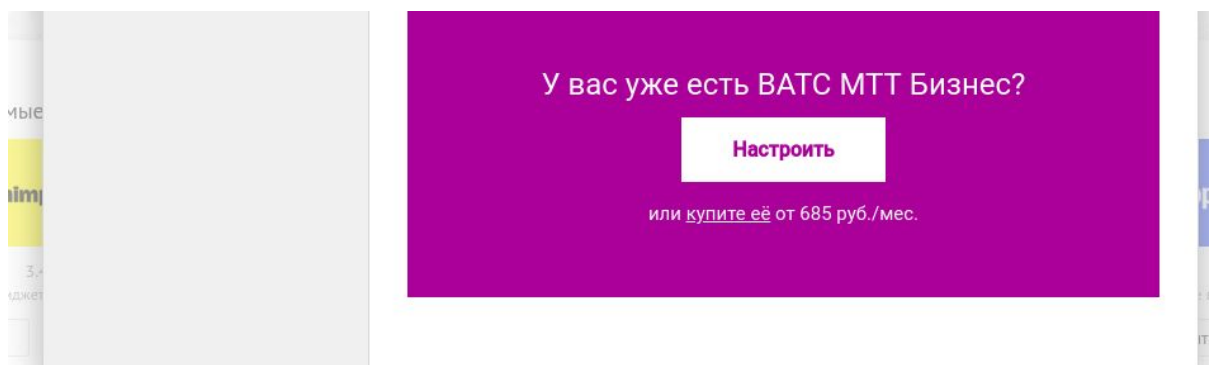 У вас уже есть ВАТС МТТ Бизнес?
Настроить
или купите её от 685 руб./мес.